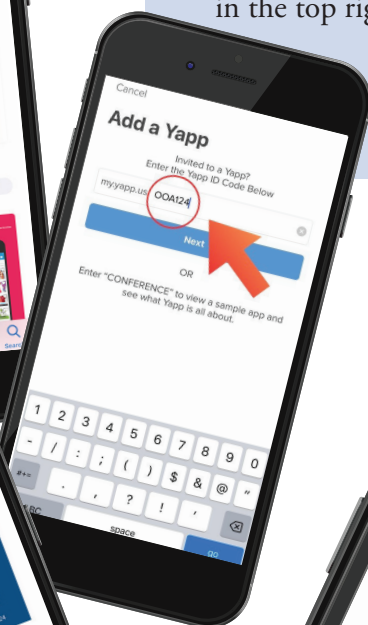 in the top
Cancel
Add a Yapp
Invited to a Yapp?
Enter the Yapp ID Code Below
my.yapp.us/ OOA124
Next
OR
Enter "CONFERENCE" to view a sample app and
see what Yapp is all about.
1 2 3 4 5 6 7 8 9 0
- / : ; ( ) $ & @ "
#+= . , ? ! '
space
go